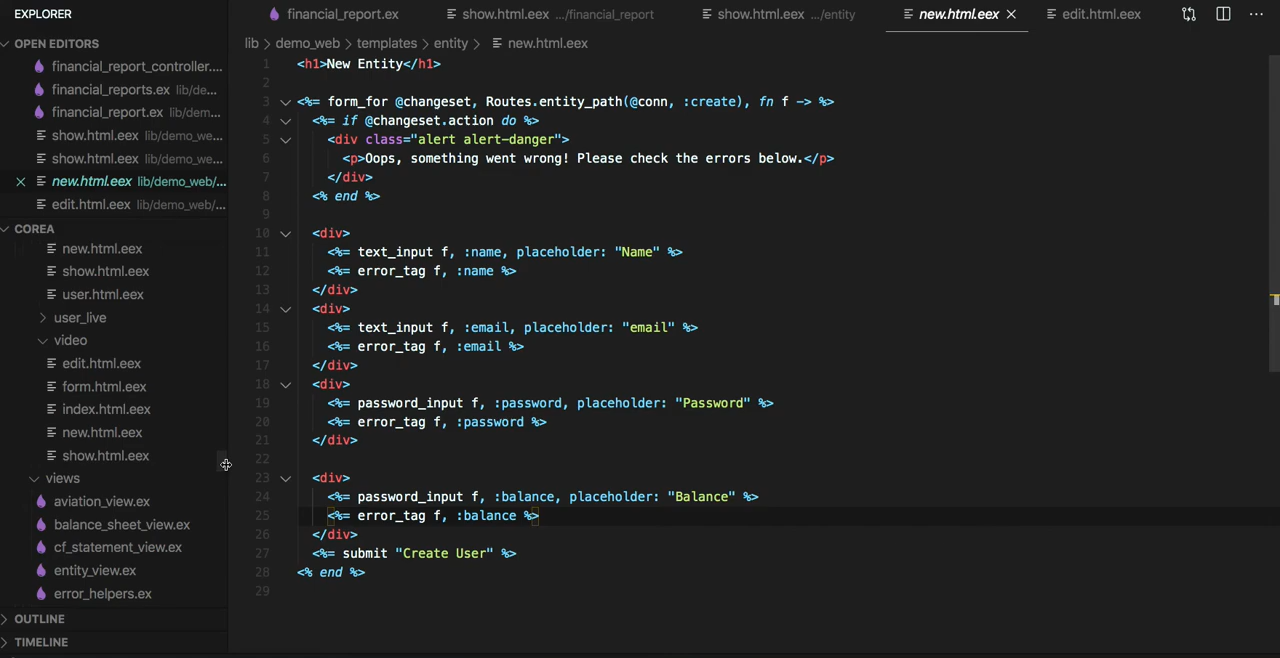 EXPLORER
financial_report.ex
show.html.eex .../financial_report
show.html.eex .../entity
new.html.eex
edit.html.eex
OPEN EDITORS
financial_report_controller....
financial_reports.ex lib/de...
financial_report.ex lib/dem...
show.html.eex lib/demo_we...
show.html.eex lib/demo_we...
new.html.eex lib/demo_web/...
edit.html.eex lib/demo_web/...
COREA
new.html.eex
show.html.eex
user.html.eex
user_live
video
edit.html.eex
form.html.eex
index.html.eex
new.html.eex
show.html.eex
views
aviation_view.ex
balance_sheet_view.ex
cf_statement_view.ex
entity_view.ex
error_helpers.ex
OUTLINE
TIMELINE
lib > demo_web > templates > entity > new.html.eex
1 <h1>New Entity</h1>
2
3 <%= form_for @changeset, Routes.entity_path(@conn, :create), fn f -> %>
4 <%= if @changeset.action do %>
5 <div class="alert alert-danger">
6 <p>Oops, something went wrong! Please check the errors below.</p>
7 </div>
8 <% end %>
9
10 <div>
11 <%= text_input f, :name, placeholder: "Name" %>
12 <%= error_tag f, :name %>
13 </div>
14 <div>
15 <%= text_input f, :email, placeholder: "email" %>
16 <%= error_tag f, :email %>
17 </div>
18 <div>
19 <%= password_input f, :password, placeholder: "Password" %>
20 <%= error_tag f, :password %>
21 </div>
22
23 <div>
24 <%= password_input f, :balance, placeholder: "Balance" %>
25 <%= error_tag f, :balance %>
26 </div>
27 <%= submit "Create User" %>
28 <% end %>
29